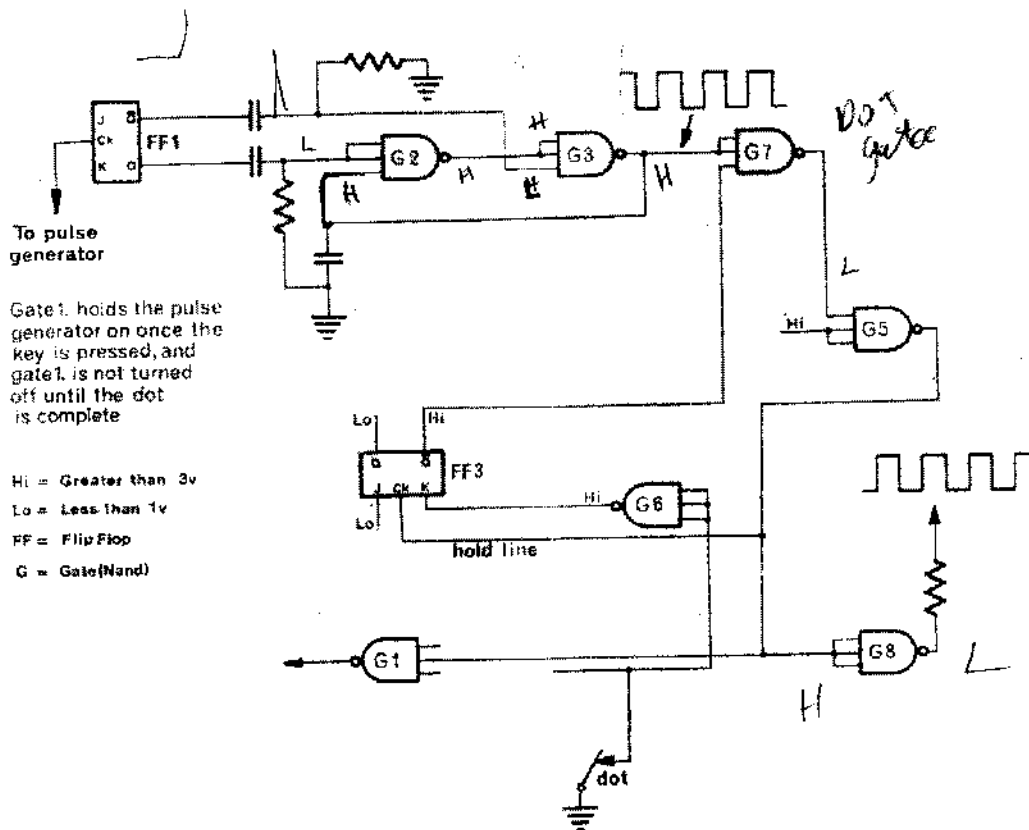 J Q
Ck FF1
K Q
L
H
G2
H
H
G3
H
G7
DOT
gate
To pulse
generator
Gate1. holds the pulse
generator on once the
key is pressed, and
gate1. is not turned
off until the dot
is complete
L
Hi
G5
Lo
Hi
Q Q
FF3
J Ck K
Lo
Hi
G6
hold line
Hi = Greater than 3v
Lo = Less than 1v
FF = Flip Flop
G = Gate(Nand)
G1
G8
L
H
dot